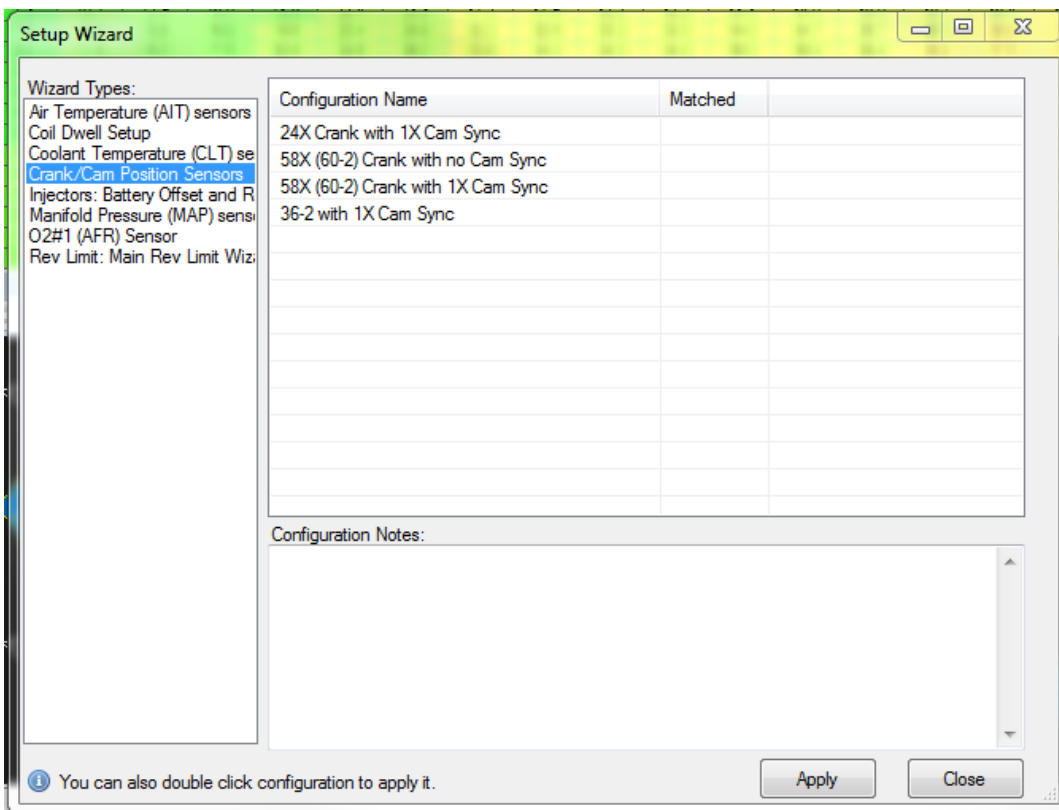 Setup Wizard
Wizard Types:
Air Temperature (AIT) sensors
Coil Dwell Setup
Coolant Temperature (CLT) se
Crank/Cam Position Sensors
Injectors: Battery Offset and R
Manifold Pressure (MAP) sens
O2#1 (AFR) Sensor
Rev Limit: Main Rev Limit Wiz
Configuration Name Matched
24X Crank with 1X Cam Sync
58X (60-2) Crank with no Cam Sync
58X (60-2) Crank with 1X Cam Sync
36-2 with 1X Cam Sync
Configuration Notes:
You can also double click configuration to apply it.
Apply Close